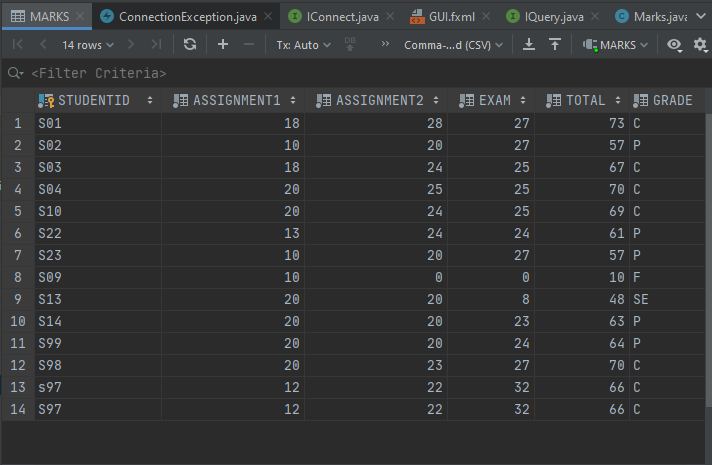 MARKS ConnectionException.java IConnect.java GUI.fxml IQuery.java Marks.java
14 rows Tx: Auto DB Comma-...d (CSV) MARKS
<Filter Criteria>
STUDENTID ASSIGNMENT1 ASSIGNMENT2 EXAM TOTAL GRADE
1 S01 18 28 27 73 C
2 S02 10 20 27 57 P
3 S03 18 24 25 67 C
4 S04 20 25 25 70 C
5 S10 20 24 25 69 C
6 S22 13 24 24 61 P
7 S23 10 20 27 57 P
8 S09 10 0 0 10 F
9 S13 20 20 8 48 SE
10 S14 20 20 23 63 P
11 S99 20 20 24 64 P
12 S98 20 23 27 70 C
13 s97 12 22 32 66 C
14 S97 12 22 32 66 C